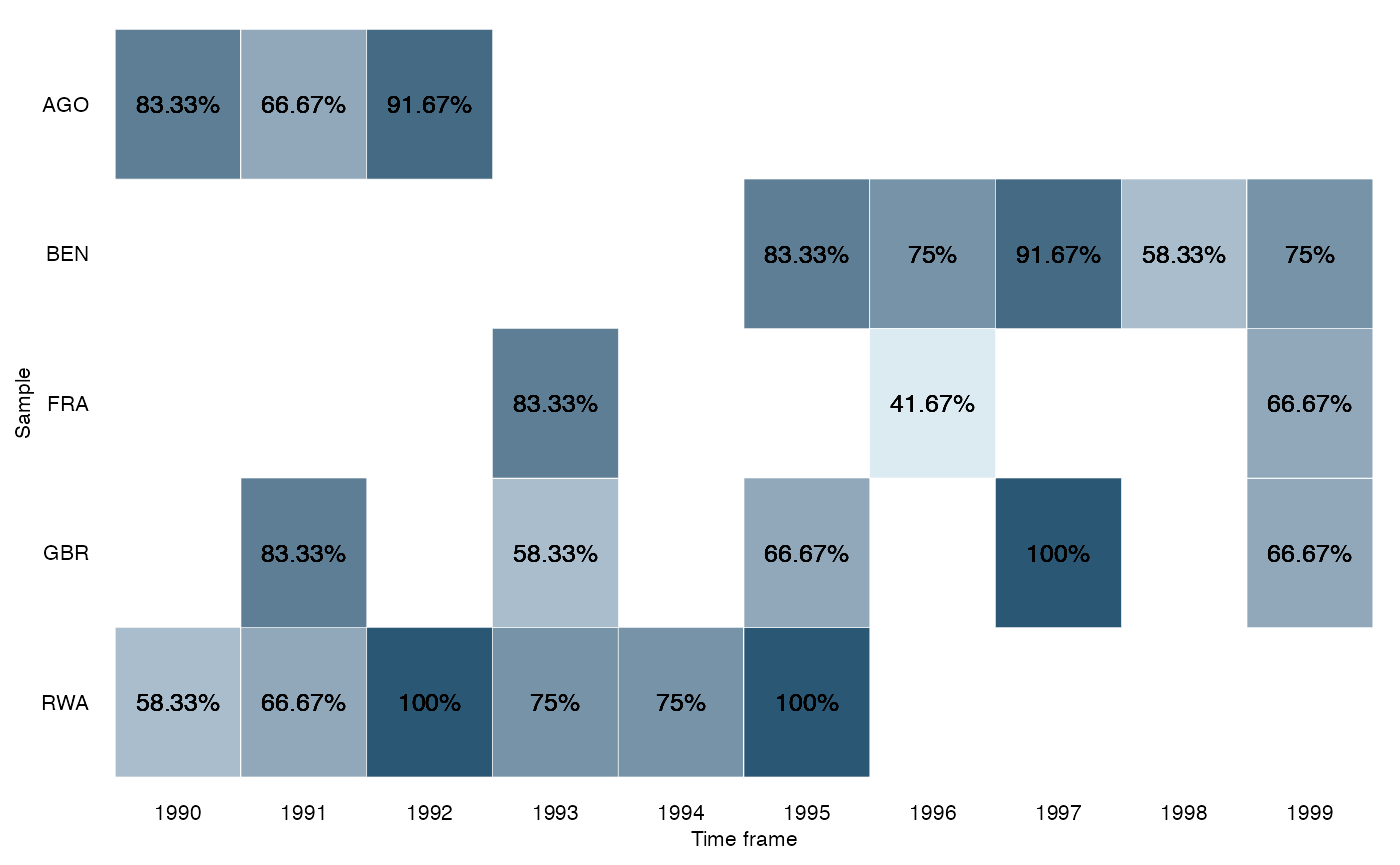 AGO 83.33% 66.67% 91.67%
BEN 83.33% 75% 91.67% 58.33% 75%
Sample
FRA 83.33% 41.67% 66.67%
GBR 83.33% 58.33% 66.67% 100% 66.67%
RWA 58.33% 66.67% 100% 75% 75% 100%
1990 1991 1992 1993 1994 1995 1996 1997 1998 1999
Time frame